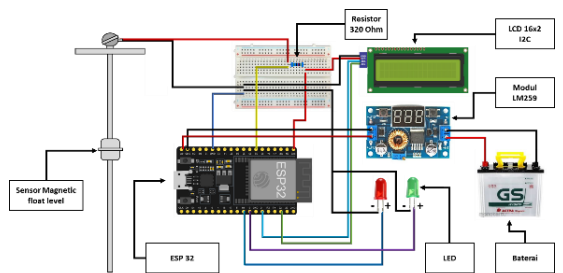 Resistor
320 Ohm
LCD 16x2
I2C
Modul
LM259
Sensor Magnetic
float level
ESP32
GS
ESP 32
LED
Baterai
- +
- +